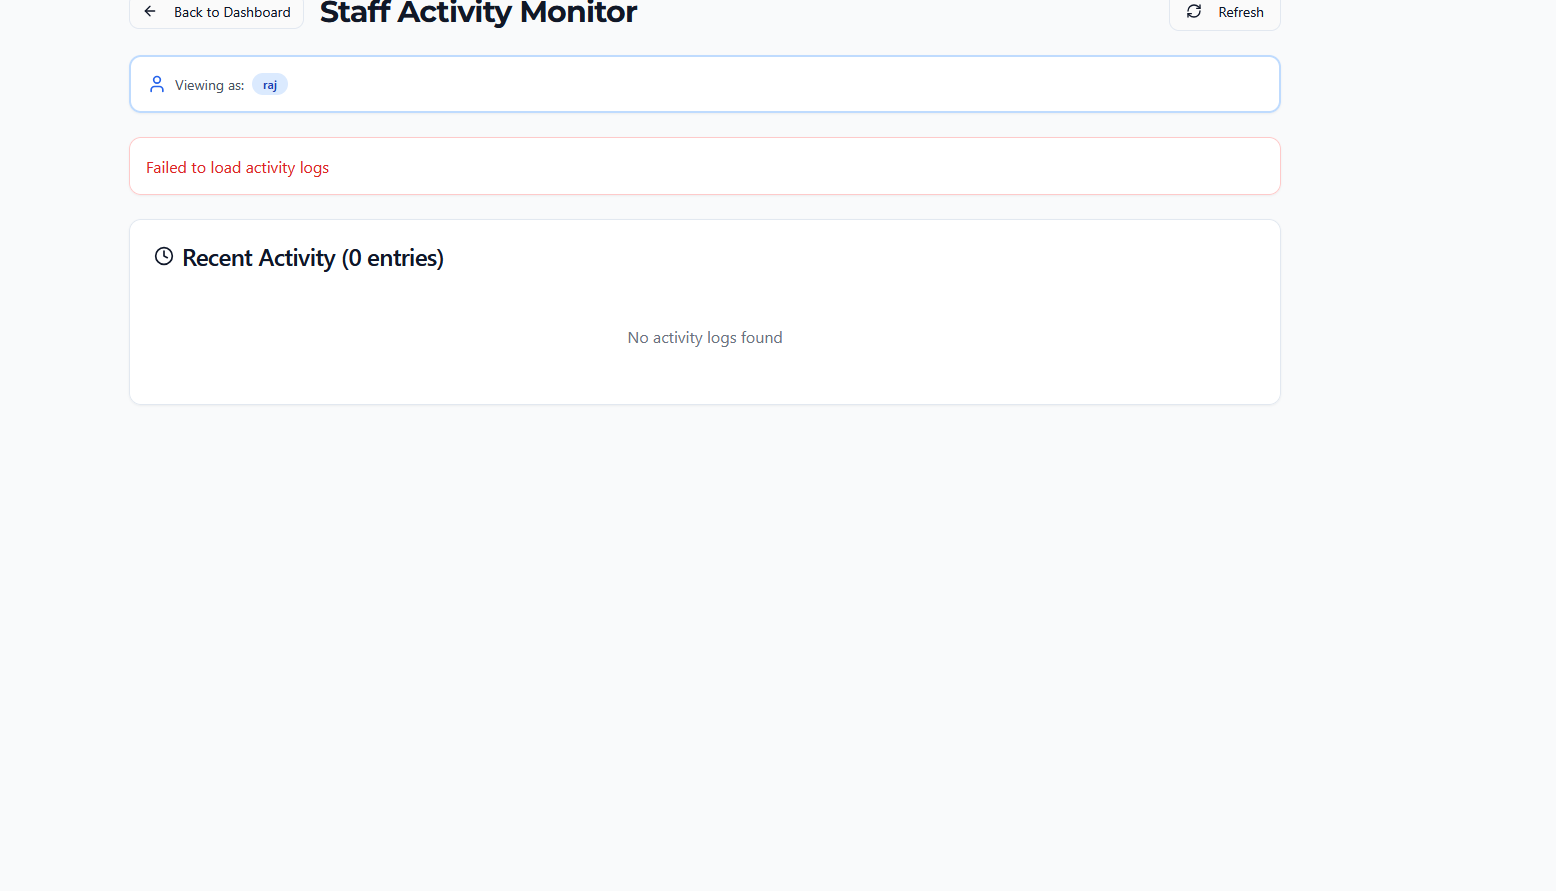 Back to Dashboard
Staff Activity Monitor
Refresh
Viewing as: raj
Failed to load activity logs
Recent Activity (0 entries)
No activity logs found